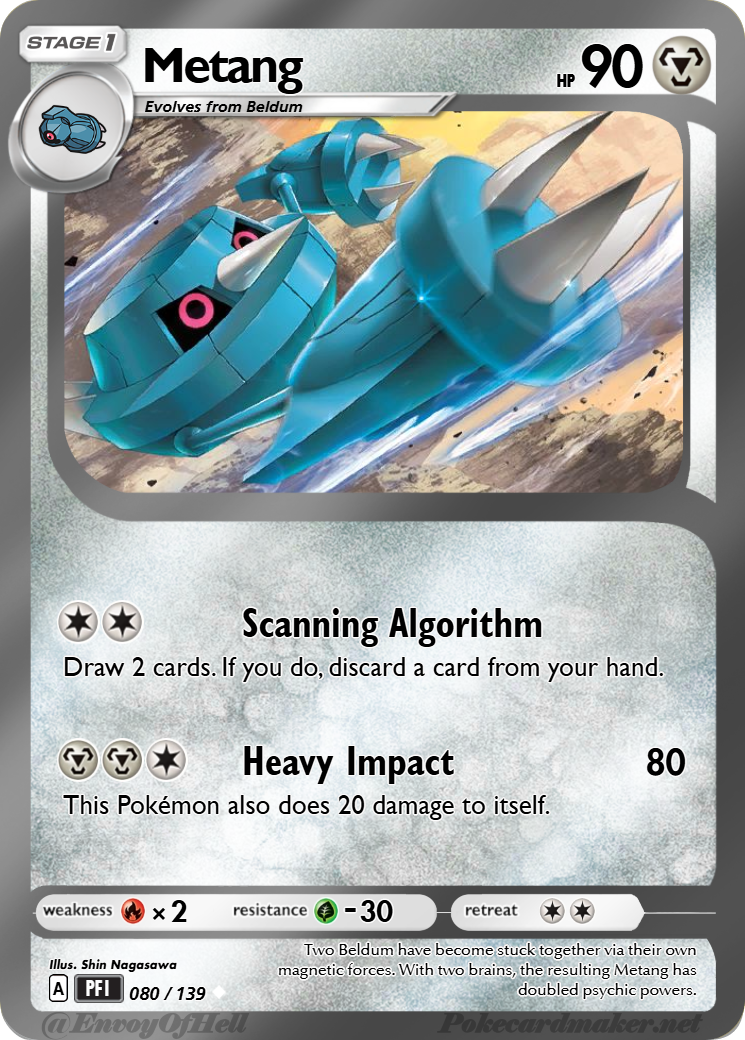 STAGE 1
Metang
HP 90
Evolves from Beldum
Scanning Algorithm
Draw 2 cards. If you do, discard a card from your hand.
Heavy Impact 80
This Pokémon also does 20 damage to itself.
weakness × 2 resistance -30 retreat
Illus. Shin Nagasawa
A PFI 080 / 139
Two Beldum have become stuck together via their own
magnetic forces. With two brains, the resulting Metang has
doubled psychic powers.
@EnvoyOfHell Pokecardmaker.net